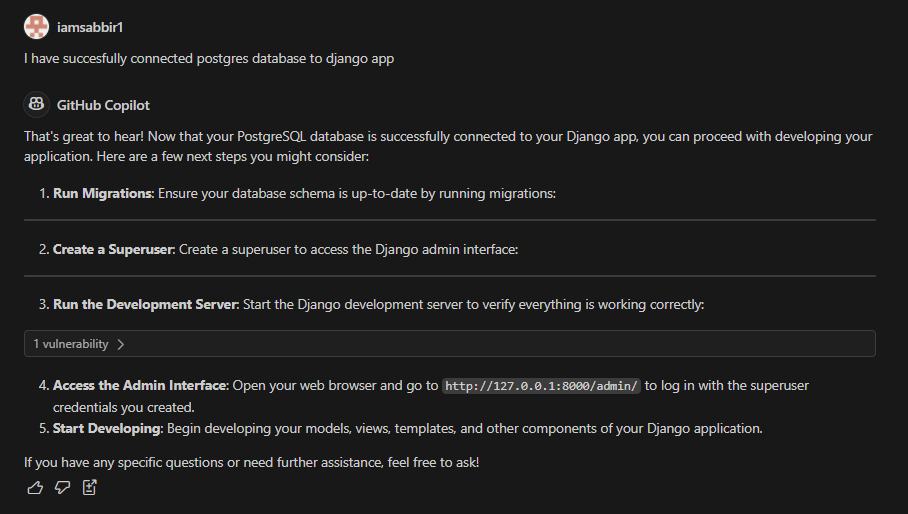 iamsabbir1
I have succesfully connected postgres database to django app
GitHub Copilot
That's great to hear! Now that your PostgreSQL database is successfully connected to your Django app, you can proceed with developing your
application. Here are a few next steps you might consider:
1. Run Migrations: Ensure your database schema is up-to-date by running migrations:
2. Create a Superuser: Create a superuser to access the Django admin interface:
3. Run the Development Server: Start the Django development server to verify everything is working correctly:
1 vulnerability
4. Access the Admin Interface: Open your web browser and go to http://127.0.0.1:8000/admin/ to log in with the superuser
credentials you created.
5. Start Developing: Begin developing your models, views, templates, and other components of your Django application.
If you have any specific questions or need further assistance, feel free to ask!